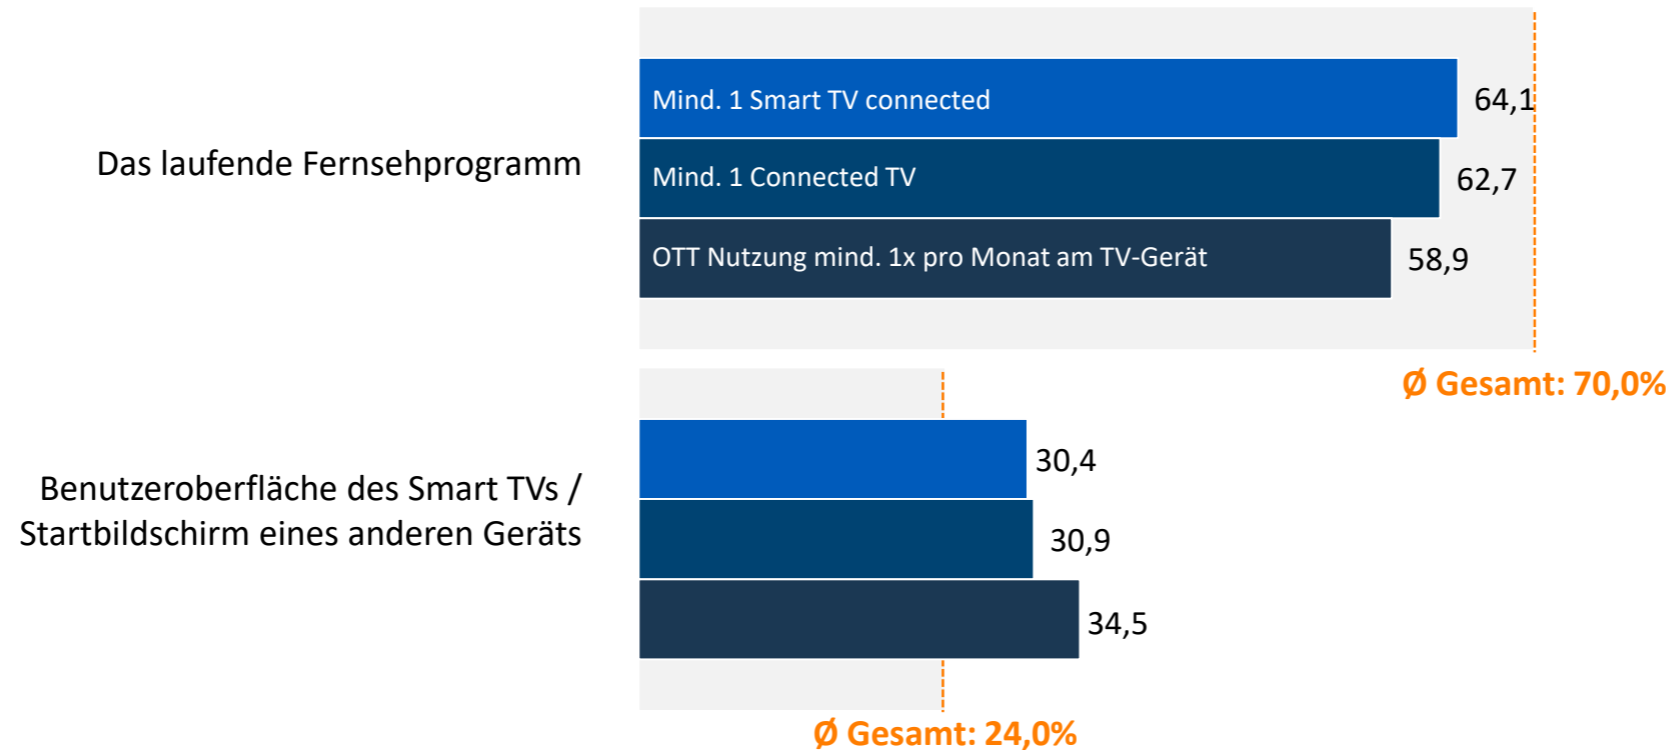 Das laufende Fernsehprogramm
Mind. 1 Smart TV connected
64,1
Mind. 1 Connected TV
62,7
OTT Nutzung mind. 1x pro Monat am TV-Gerät
58,9
Ø Gesamt: 70,0%
Benutzeroberfläche des Smart TVs /
Startbildschirm eines anderen Geräts
30,4
30,9
34,5
Ø Gesamt: 24,0%